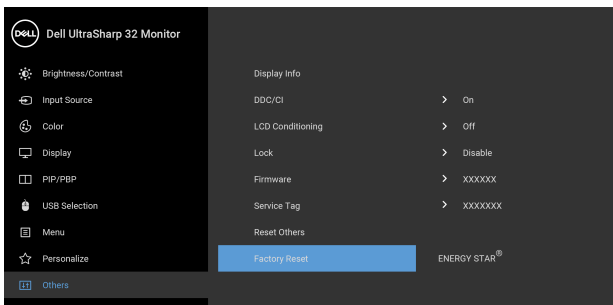 DELL Dell UltraSharp 32 Monitor
Brightness/Contrast
Input Source
Color
Display
PIP/PBP
USB Selection
Menu
Personalize
Others
Display Info
DDC/CI > On
LCD Conditioning > Off
Lock > Disable
Firmware > XXXXXX
Service Tag > XXXXXXX
Reset Others
Factory Reset ENERGY STAR®